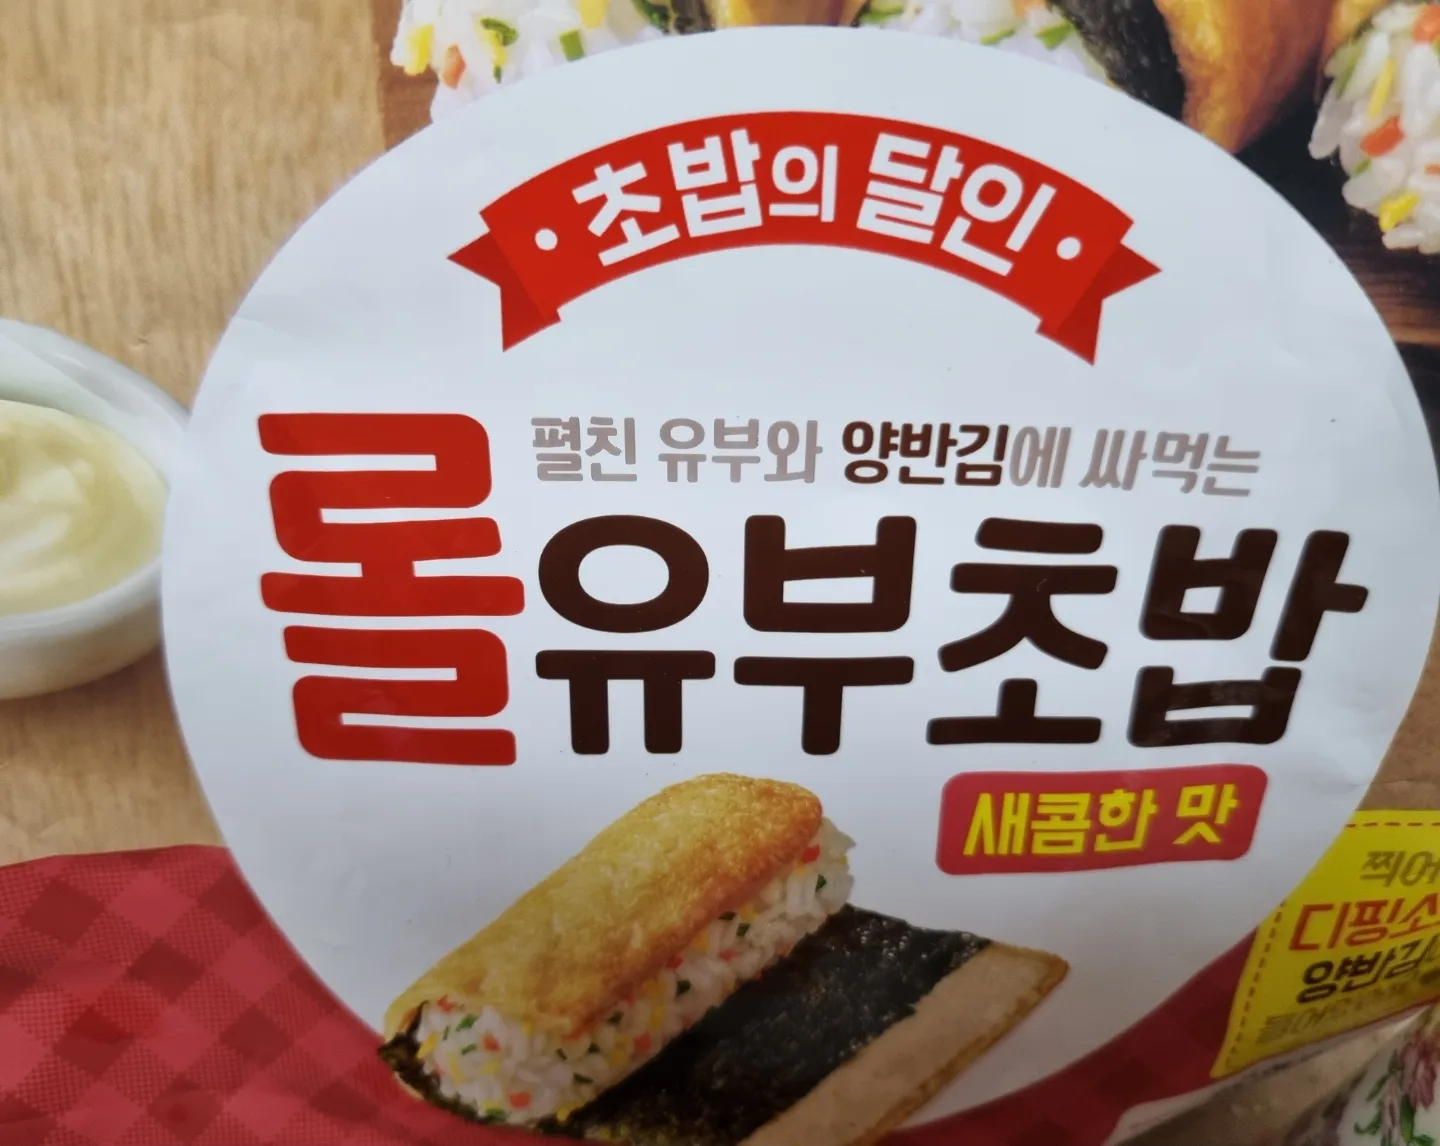 초밥의 달인
펼친 유부와 양반김에 싸먹는
롤유부초밥
새콤한 맛
찍어
디핑소
양반김